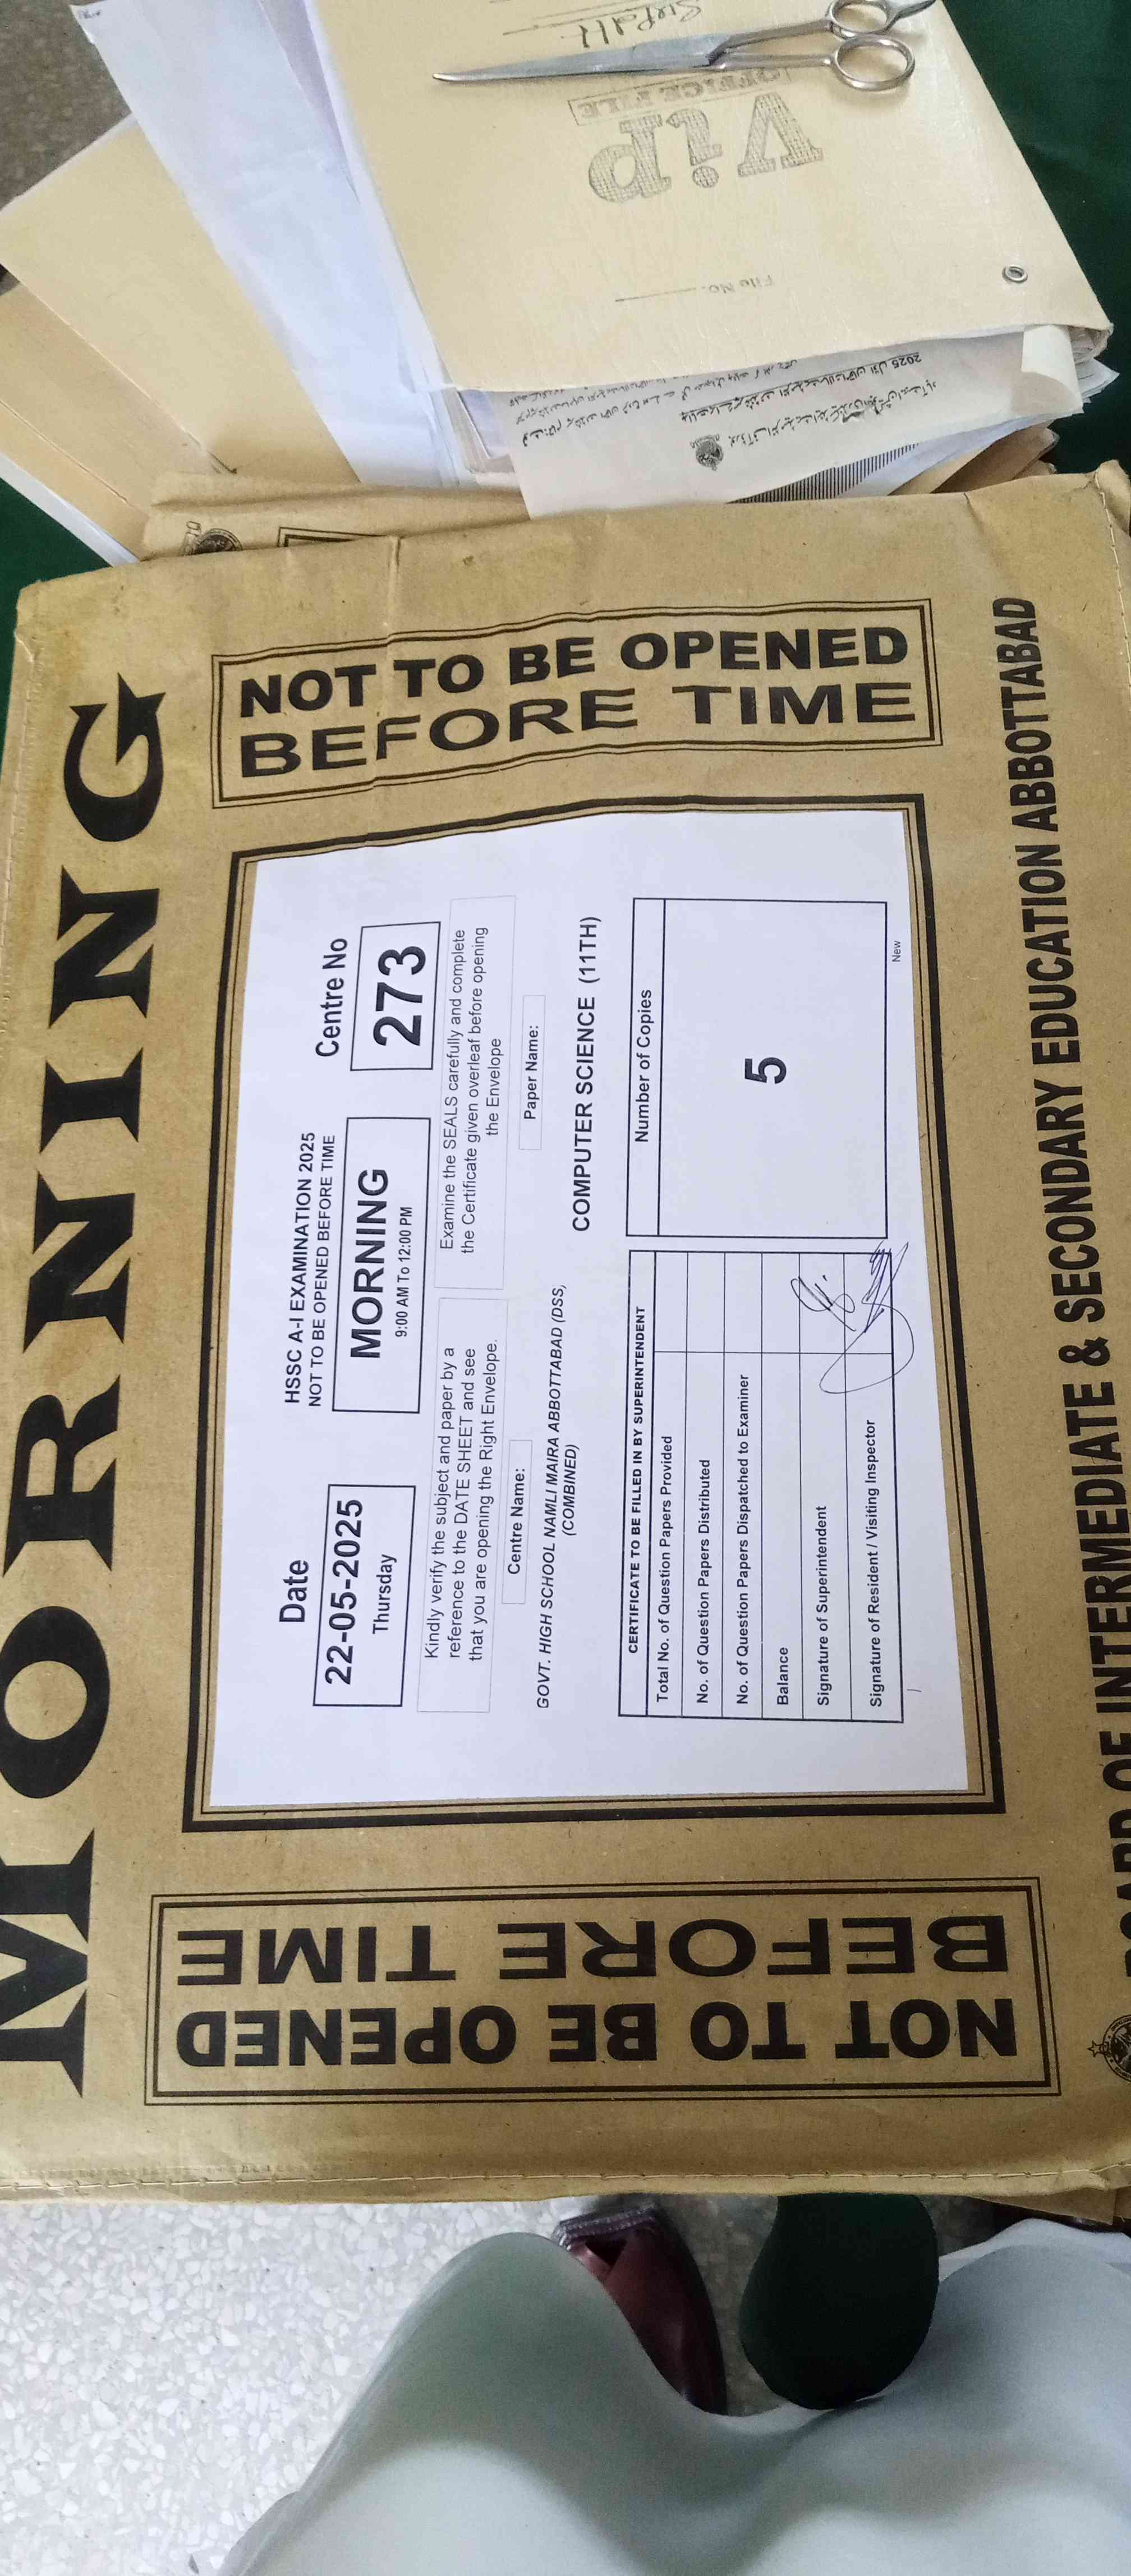 MORNING
NOT TO BE OPENED
BEFORE TIME
NOT TO BE OPENED
BEFORE TIME
HSSC A-I EXAMINATION 2025
NOT TO BE OPENED BEFORE TIME
Date
22-05-2025
Thursday
MORNING
9:00 AM To 12:00 PM
Centre No
273
Kindly verify the subject and paper by a
reference to the DATE SHEET and see
that you are opening the Right Envelope.
Examine the SEALS carefully and complete
the Certificate given overleaf before opening
the Envelope
Centre Name:
GOVT. HIGH SCHOOL NAMLI MAIRA ABBOTTABAD (DSS,
(COMBINED)
Paper Name:
COMPUTER SCIENCE (11TH)
CERTIFICATE TO BE FILLED IN BY SUPERINTENDENT
Total No. of Question Papers Provided
No. of Question Papers Distributed
No. of Question Papers Dispatched to Examiner
Balance
Signature of Superintendent
Signature of Resident / Visiting Inspector
Number of Copies
5
New
BOARD OF INTERMEDIATE & SECONDARY EDUCATION ABBOTTABAD
ViP
OFFICE FILE
File No.
2025